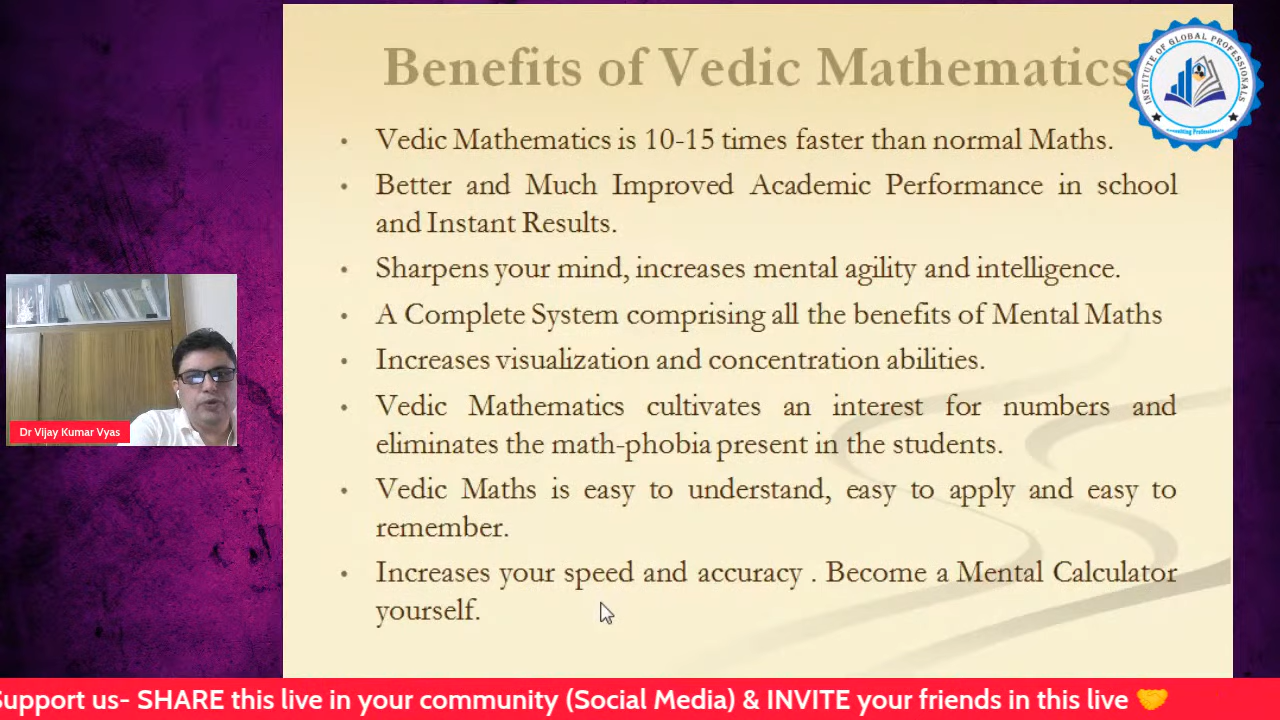 Benefits of Vedic Mathematics
INSTITUTE OF GLOBAL PROFESSIONALS
• Vedic Mathematics is 10-15 times faster than normal Maths.
• Better and Much Improved Academic Performance in school
and Instant Results.
• Sharpens your mind, increases mental agility and intelligence.
• A Complete System comprising all the benefits of Mental Maths
• Increases visualization and concentration abilities.
• Vedic Mathematics cultivates an interest for numbers and
eliminates the math-phobia present in the students.
• Vedic Maths is easy to understand, easy to apply and easy to
remember.
• Increases your speed and accuracy . Become a Mental Calculator
yourself.
Dr Vijay Kumar Vyas
Support us- SHARE this live in your community (Social Media) & INVITE your friends in this live 🤝